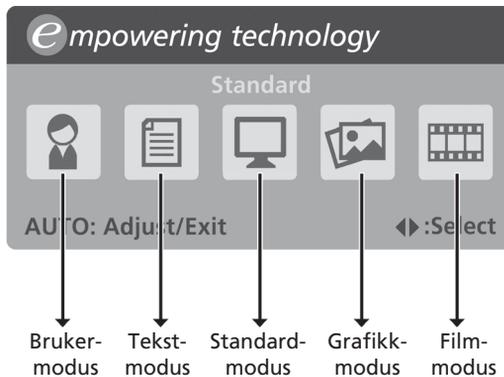 empowering technology
Standard
AUTO: Adjust/Exit ◀▶:Select
Bruker-
modus
Tekst-
modus
Standard-
modus
Grafikk-
modus
Film-
modus